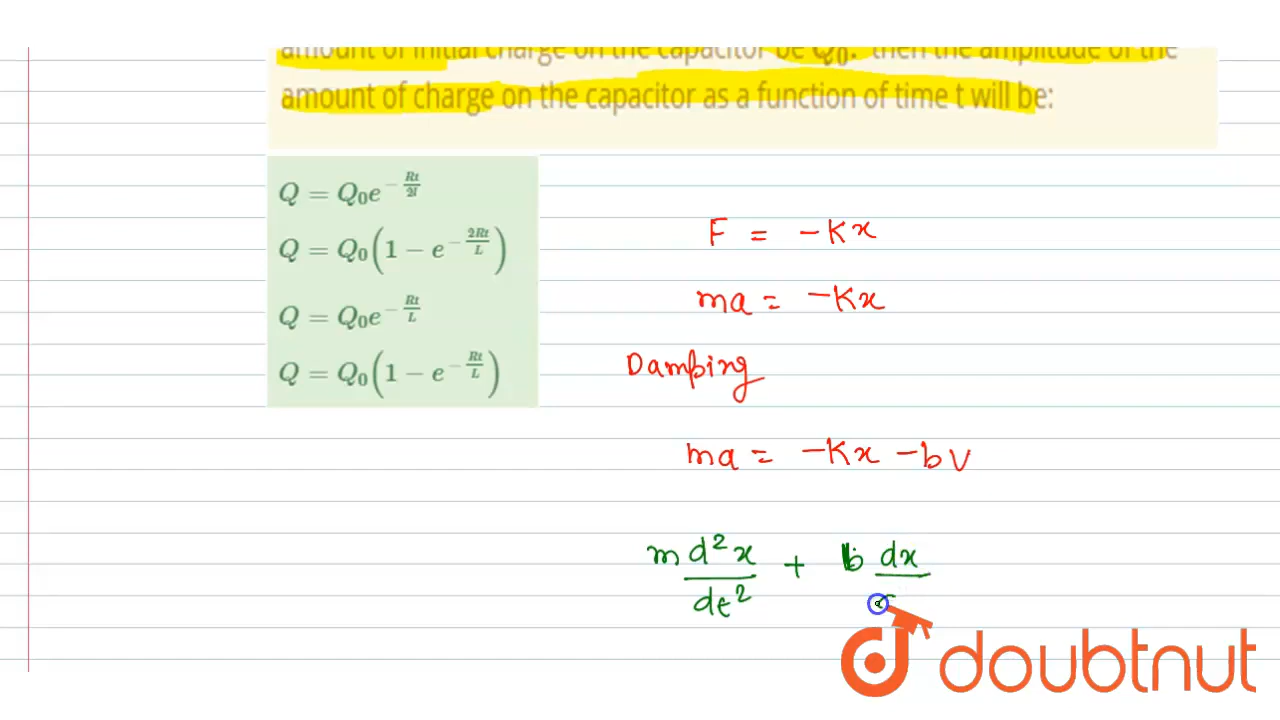 amount of initial charge on the capacitor be Q₀. then the amplitude of the
amount of charge on the capacitor as a function of time t will be:
Q = Q₀e^{-Rt/2l}
Q = Q₀(1 − e^{-2Rt/L})
Q = Q₀e^{-Rt/L}
Q = Q₀(1 − e^{-Rt/L})
F = -Kx
ma = -Kx
Damping
ma = -Kx -bv
m d²x/dt² + b dx
doubtnut